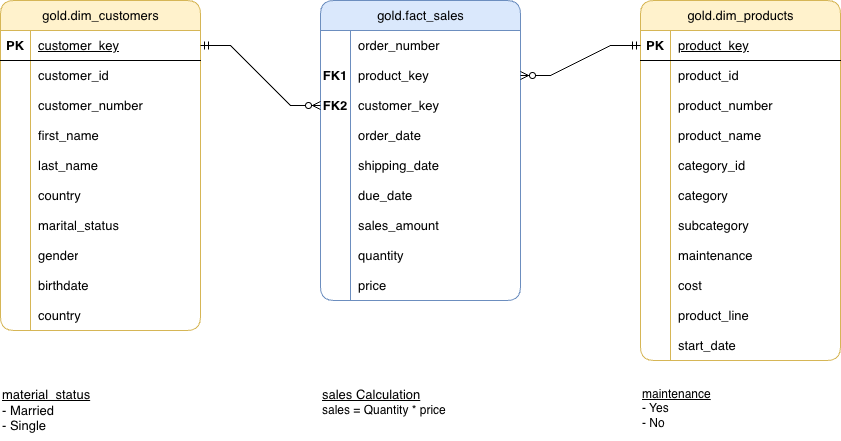 gold.dim_customers
PK customer_key
customer_id
customer_number
first_name
last_name
country
marital_status
gender
birthdate
country
gold.fact_sales
order_number
FK1 product_key
FK2 customer_key
order_date
shipping_date
due_date
sales_amount
quantity
price
gold.dim_products
PK product_key
product_id
product_number
product_name
category_id
category
subcategory
maintenance
cost
product_line
start_date
material_status
- Married
- Single
sales Calculation
sales = Quantity * price
maintenance
- Yes
- No